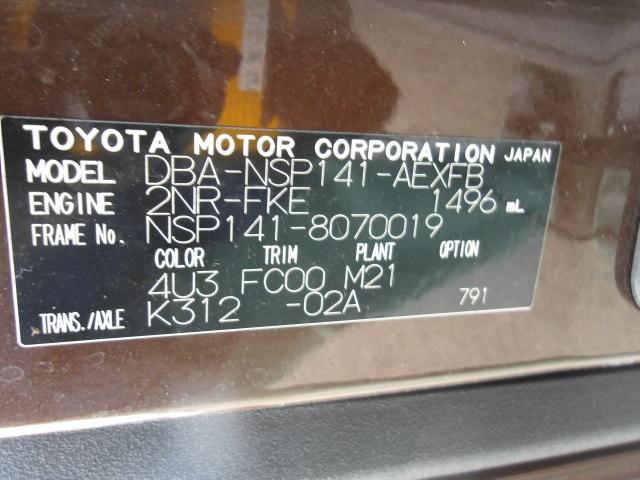 TOYOTA MOTOR CORPORATION JAPAN
MODEL DBA-NSP141-AEXFB
ENGINE 2NR-FKE 1496 mL
FRAME No. NSP141-8070019
COLOR TRIM PLANT OPTION
4U3 FC00 M21
TRANS./AXLE K312 -02A 791